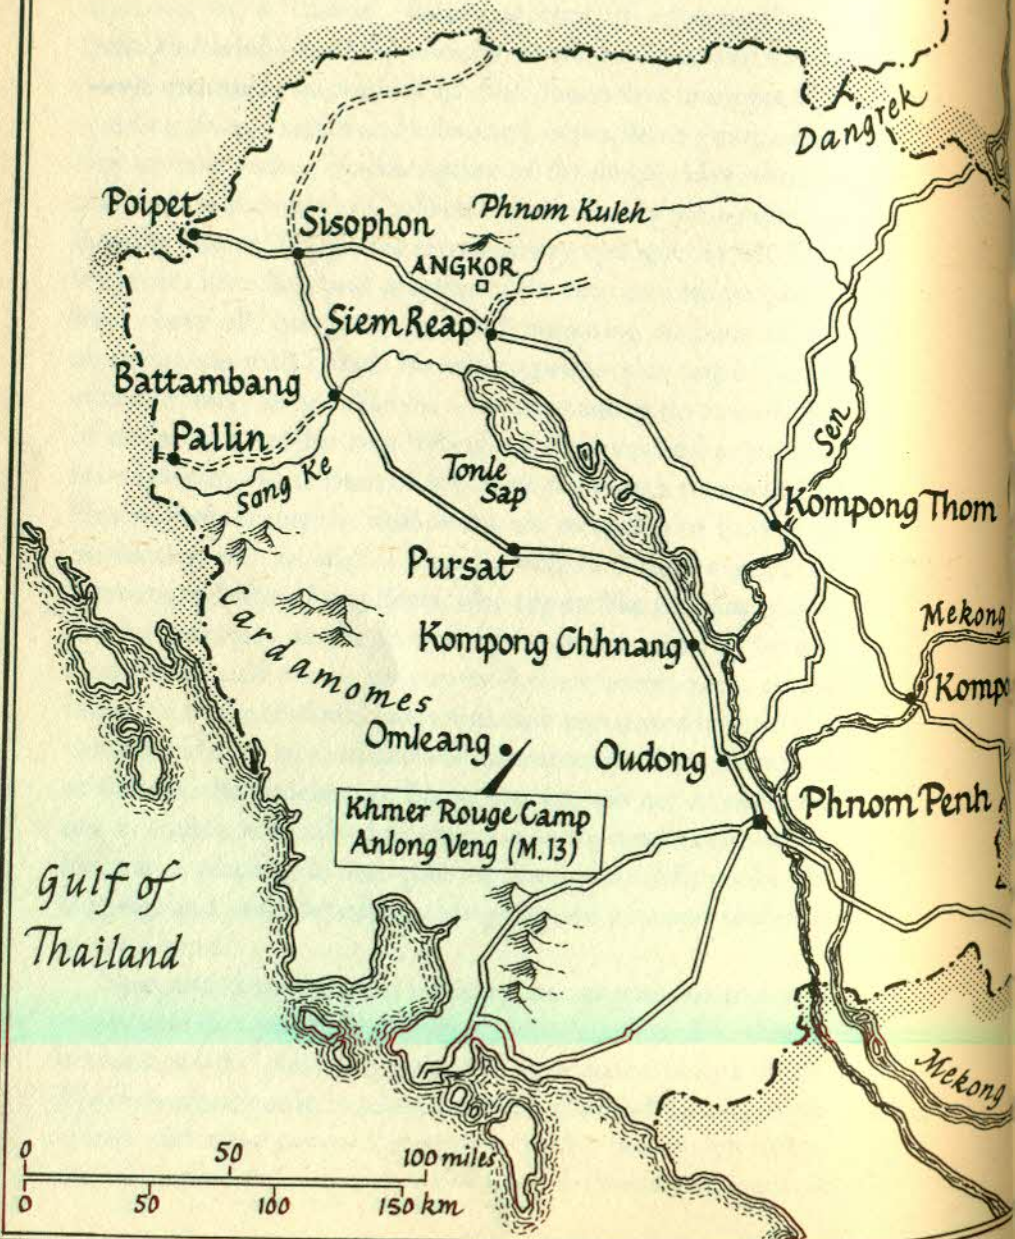 Dangrek
Poipet
Sisophon
Phnom Kuleh
ANGKOR
Siem Reap
Battambang
Pallin
Sang Ke
Tonle
Sap
Sen
Kompong Thom
Pursat
Cardamomes
Kompong Chhnang
Mekong
Kompo
Omleang
Oudong
Khmer Rouge Camp
Anlong Veng (M.13)
Phnom Penh
Gulf of
Thailand
Mekong
0 50 100 miles
0 50 100 150 km